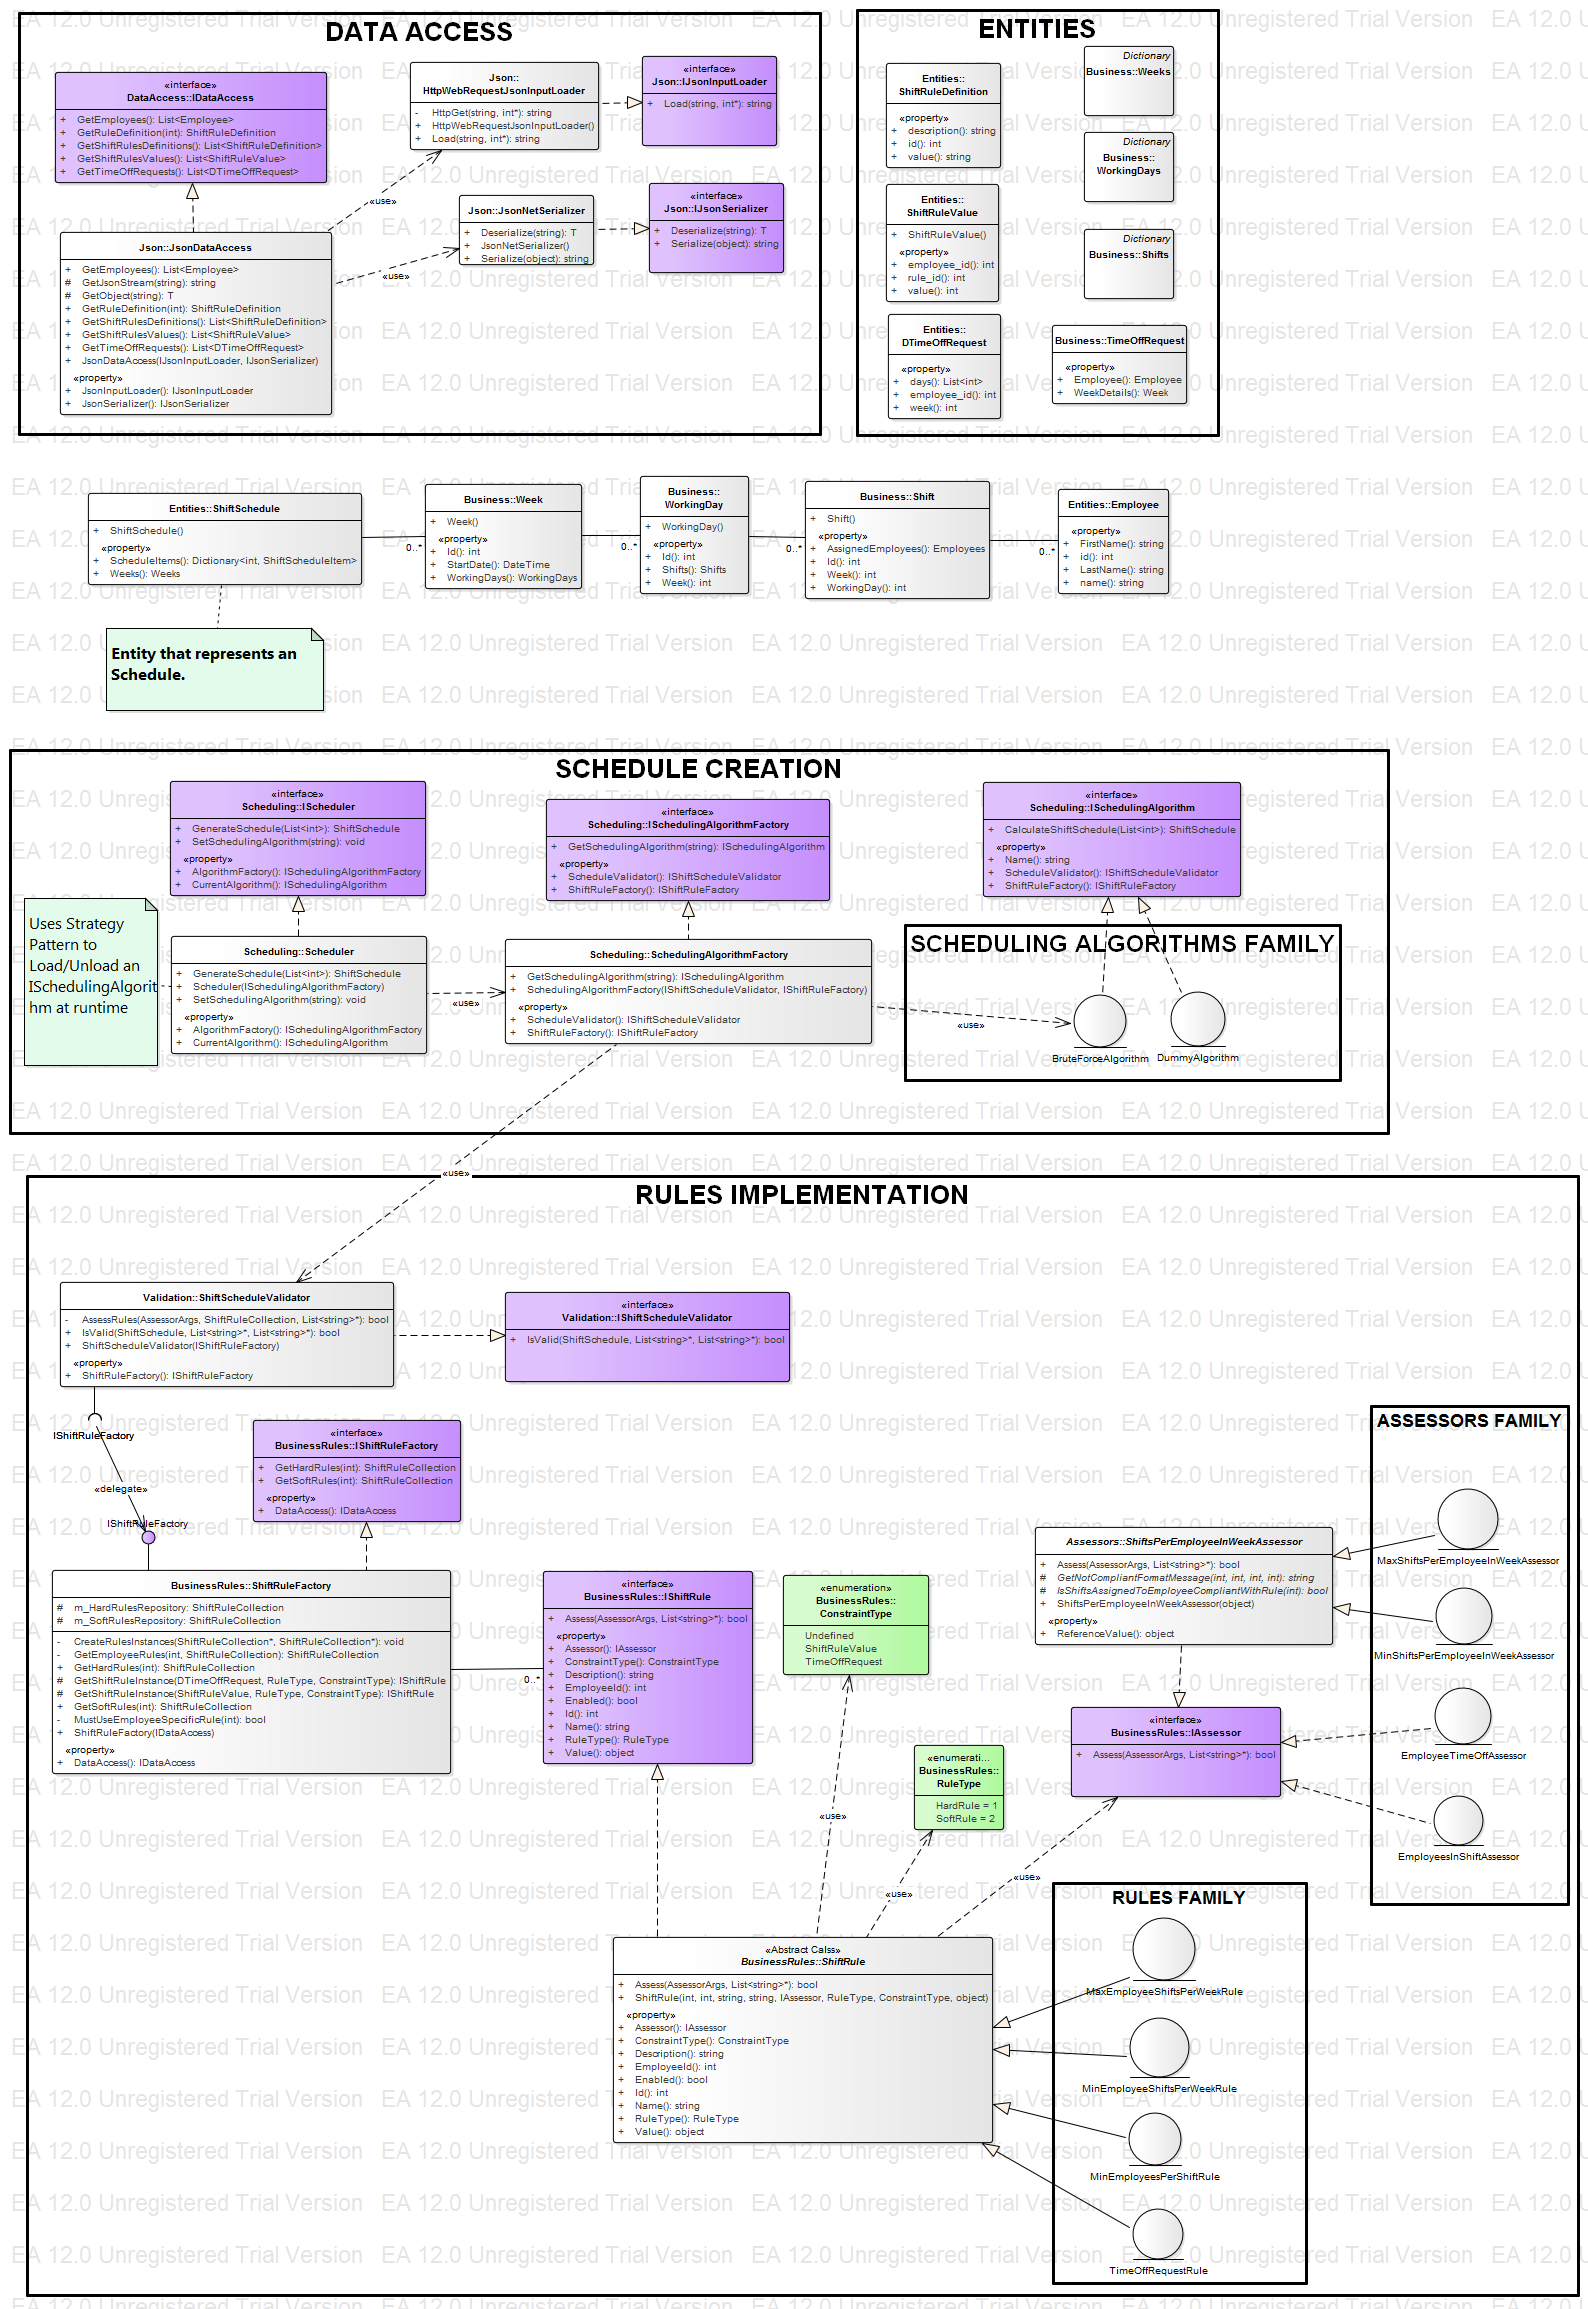 DATA ACCESS
«interface»
DataAccess::IDataAccess
+ GetEmployees(): List<Employee>
+ GetRuleDefinition(int): ShiftRuleDefinition
+ GetShiftRulesDefinitions(): List<ShiftRuleDefinition>
+ GetShiftRulesValues(): List<ShiftRuleValue>
+ GetTimeOffRequests(): List<DTimeOffRequest>
Json::
HttpWebRequestJsonInputLoader
- HttpGet(string, int*): string
+ HttpWebRequestJsonInputLoader()
+ Load(string, int*): string
«interface»
Json::IJsonInputLoader
+ Load(string, int*): string
«use»
Json::JsonNetSerializer
+ Deserialize(string): T
+ JsonNetSerializer()
+ Serialize(object): string
«interface»
Json::IJsonSerializer
+ Deserialize(string): T
+ Serialize(object): string
«use»
Json::JsonDataAccess
+ GetEmployees(): List<Employee>
# GetJsonStream(string): string
# GetObject(string): T
+ GetRuleDefinition(int): ShiftRuleDefinition
+ GetShiftRulesDefinitions(): List<ShiftRuleDefinition>
+ GetShiftRulesValues(): List<ShiftRuleValue>
+ GetTimeOffRequests(): List<DTimeOffRequest>
+ JsonDataAccess(IJsonInputLoader, IJsonSerializer)
«property»
+ JsonInputLoader(): IJsonInputLoader
+ JsonSerializer(): IJsonSerializer
ENTITIES
Entities::
ShiftRuleDefinition
«property»
+ description(): string
+ id(): int
+ value(): string
Dictionary
Business::Weeks
Dictionary
Business::
WorkingDays
Entities::
ShiftRuleValue
+ ShiftRuleValue()
«property»
+ employee_id(): int
+ rule_id(): int
+ value(): int
Dictionary
Business::Shifts
Entities::
DTimeOffRequest
«property»
+ days(): List<int>
+ employee_id(): int
+ week(): int
Business::TimeOffRequest
«property»
+ Employee(): Employee
+ WeekDetails(): Week
Entities::ShiftSchedule
+ ShiftSchedule()
«property»
+ ScheduleItems(): Dictionary<int, ShiftScheduleItem>
+ Weeks(): Weeks
0..*
Business::Week
+ Week()
«property»
+ Id(): int
+ StartDate(): DateTime
+ WorkingDays(): WorkingDays
0..*
Business::
WorkingDay
+ WorkingDay()
«property»
+ Id(): int
+ Shifts(): Shifts
+ Week(): int
0..*
Business::Shift
+ Shift()
«property»
+ AssignedEmployees(): Employees
+ Id(): int
+ Week(): int
+ WorkingDay(): int
0..*
Entities::Employee
«property»
+ FirstName(): string
+ id(): int
+ LastName(): string
+ name(): string
Entity that represents an
Schedule.
SCHEDULE CREATION
«interface»
Scheduling::IScheduler
+ GenerateSchedule(List<int>): ShiftSchedule
+ SetSchedulingAlgorithm(string): void
«property»
+ AlgorithmFactory(): ISchedulingAlgorithmFactory
+ CurrentAlgorithm(): ISchedulingAlgorithm
«interface»
Scheduling::ISchedulingAlgorithmFactory
+ GetSchedulingAlgorithm(string): ISchedulingAlgorithm
«property»
+ ScheduleValidator(): IShiftScheduleValidator
+ ShiftRuleFactory(): IShiftRuleFactory
«interface»
Scheduling::ISchedulingAlgorithm
+ CalculateShiftSchedule(List<int>): ShiftSchedule
«property»
+ Name(): string
+ ScheduleValidator(): IShiftScheduleValidator
+ ShiftRuleFactory(): IShiftRuleFactory
Uses Strategy
Pattern to
Load/Unload an
ISchedulingAlgorit
hm at runtime
Scheduling::Scheduler
+ GenerateSchedule(List<int>): ShiftSchedule
+ Scheduler(ISchedulingAlgorithmFactory)
+ SetSchedulingAlgorithm(string): void
«property»
+ AlgorithmFactory(): ISchedulingAlgorithmFactory
+ CurrentAlgorithm(): ISchedulingAlgorithm
«use»
Scheduling::SchedulingAlgorithmFactory
+ GetSchedulingAlgorithm(string): ISchedulingAlgorithm
+ SchedulingAlgorithmFactory(IShiftScheduleValidator, IShiftRuleFactory)
«property»
+ ScheduleValidator(): IShiftScheduleValidator
+ ShiftRuleFactory(): IShiftRuleFactory
«use»
SCHEDULING ALGORITHMS FAMILY
BruteForceAlgorithm
DummyAlgorithm
«use»
RULES IMPLEMENTATION
Validation::ShiftScheduleValidator
- AssessRules(AssessorArgs, ShiftRuleCollection, List<string>*): bool
+ IsValid(ShiftSchedule, List<string>*, List<string>*): bool
+ ShiftScheduleValidator(IShiftRuleFactory)
«property»
+ ShiftRuleFactory(): IShiftRuleFactory
«interface»
Validation::IShiftScheduleValidator
+ IsValid(ShiftSchedule, List<string>*, List<string>*): bool
IShiftRuleFactory
«delegate»
IShiftRuleFactory
«interface»
BusinessRules::IShiftRuleFactory
+ GetHardRules(int): ShiftRuleCollection
+ GetSoftRules(int): ShiftRuleCollection
«property»
+ DataAccess(): IDataAccess
BusinessRules::ShiftRuleFactory
# m_HardRulesRepository: ShiftRuleCollection
# m_SoftRulesRepository: ShiftRuleCollection
- CreateRulesInstances(ShiftRuleCollection*, ShiftRuleCollection*): void
- GetEmployeeRules(int, ShiftRuleCollection): ShiftRuleCollection
+ GetHardRules(int): ShiftRuleCollection
# GetShiftRuleInstance(DTimeOffRequest, RuleType, ConstraintType): IShiftRule
# GetShiftRuleInstance(ShiftRuleValue, RuleType, ConstraintType): IShiftRule
+ GetSoftRules(int): ShiftRuleCollection
- MustUseEmployeeSpecificRule(int): bool
+ ShiftRuleFactory(IDataAccess)
«property»
+ DataAccess(): IDataAccess
0..*
«interface»
BusinessRules::IShiftRule
+ Assess(AssessorArgs, List<string>*): bool
«property»
+ Assessor(): IAssessor
+ ConstraintType(): ConstraintType
+ Description(): string
+ EmployeeId(): int
+ Enabled(): bool
+ Id(): int
+ Name(): string
+ RuleType(): RuleType
+ Value(): object
«enumeration»
BusinessRules::
ConstraintType
Undefined
ShiftRuleValue
TimeOffRequest
«enumerati...
BusinessRules::
RuleType
HardRule = 1
SoftRule = 2
Assessors::ShiftsPerEmployeeInWeekAssessor
+ Assess(AssessorArgs, List<string>*): bool
# GetNotCompliantFormatMessage(int, int, int, int): string
# IsShiftsAssignedToEmployeeCompliantWithRule(int): bool
+ ShiftsPerEmployeeInWeekAssessor(object)
«property»
+ ReferenceValue(): object
«interface»
BusinessRules::IAssessor
+ Assess(AssessorArgs, List<string>*): bool
ASSESSORS FAMILY
MaxShiftsPerEmployeeInWeekAssessor
MinShiftsPerEmployeeInWeekAssessor
EmployeeTimeOffAssessor
EmployeesInShiftAssessor
«use»
«use»
«use»
«Abstract Calss»
BusinessRules::ShiftRule
+ Assess(AssessorArgs, List<string>*): bool
+ ShiftRule(int, int, string, string, IAssessor, RuleType, ConstraintType, object)
«property»
+ Assessor(): IAssessor
+ ConstraintType(): ConstraintType
+ Description(): string
+ EmployeeId(): int
+ Enabled(): bool
+ Id(): int
+ Name(): string
+ RuleType(): RuleType
+ Value(): object
RULES FAMILY
MaxEmployeeShiftsPerWeekRule
MinEmployeeShiftsPerWeekRule
MinEmployeesPerShiftRule
TimeOffRequestRule
EA 12.0 Unregistered Trial Version